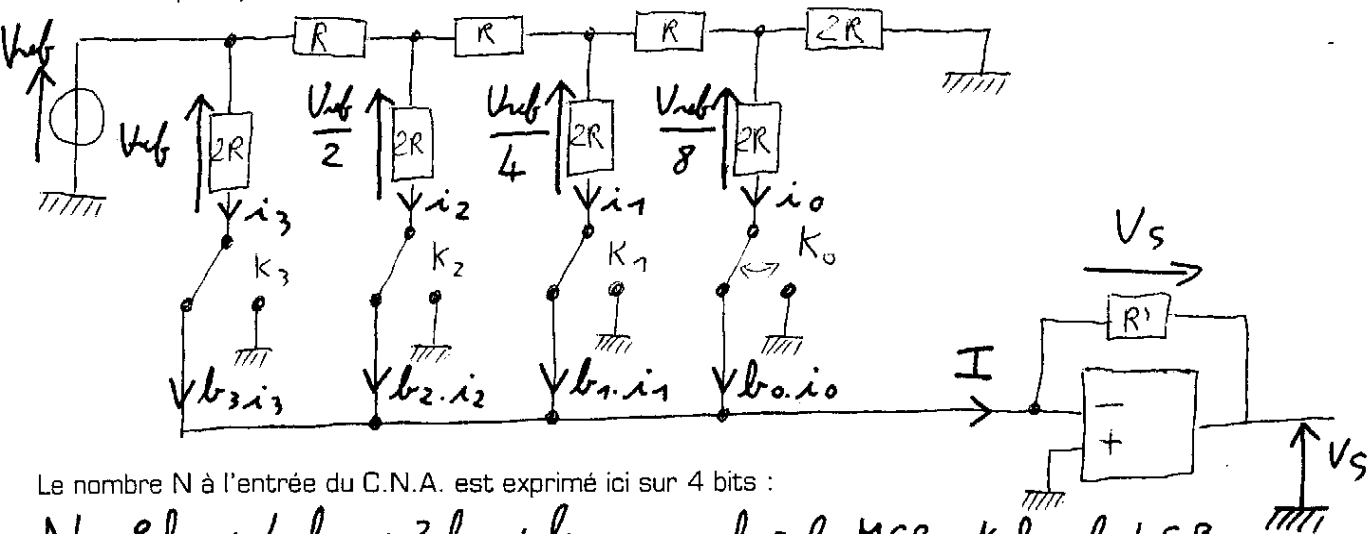 R R R 2R
Vref
Vref 2R Vref/2 2R Vref/4 2R Vref/8 2R
i3 i2 i1 i0
K3 K2 K1 K0
VS
R'
b3.i3 b2.i2 b1.i1 b0.i0 I
−
+
VS
Le nombre N à l'entrée du C.N.A. est exprimé ici sur 4 bits :